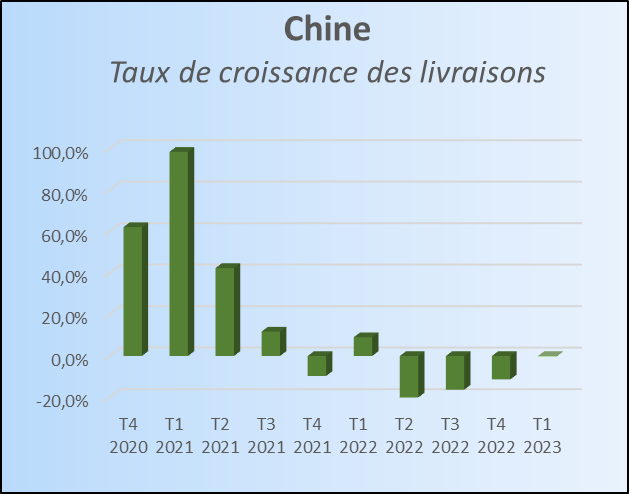 Chine
Taux de croissance des livraisons
100,0%
80,0%
60,0%
40,0%
20,0%
0,0%
-20,0%
T4 T1 T2 T3 T4 T1 T2 T3 T4 T1
2020 2021 2021 2021 2021 2022 2022 2022 2022 2023